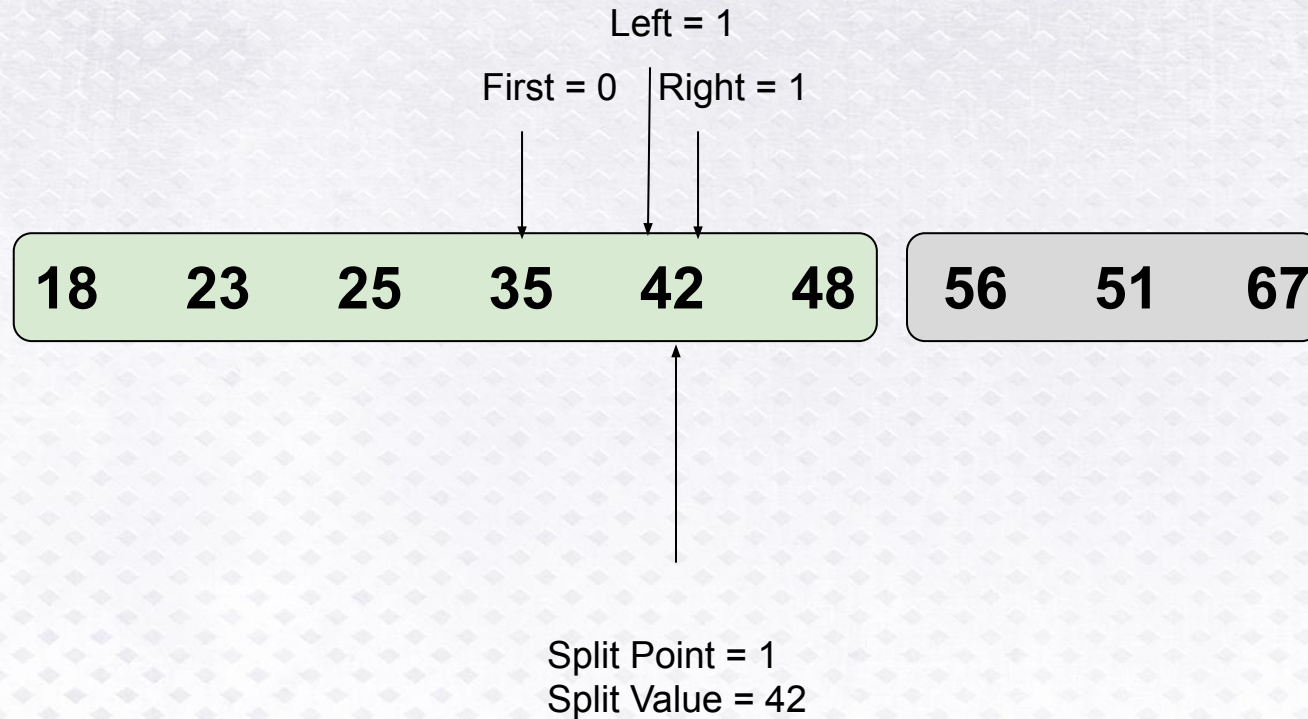 Left = 1
First = 0 Right = 1
18 23 25 35 42 48 56 51 67
Split Point = 1
Split Value = 42